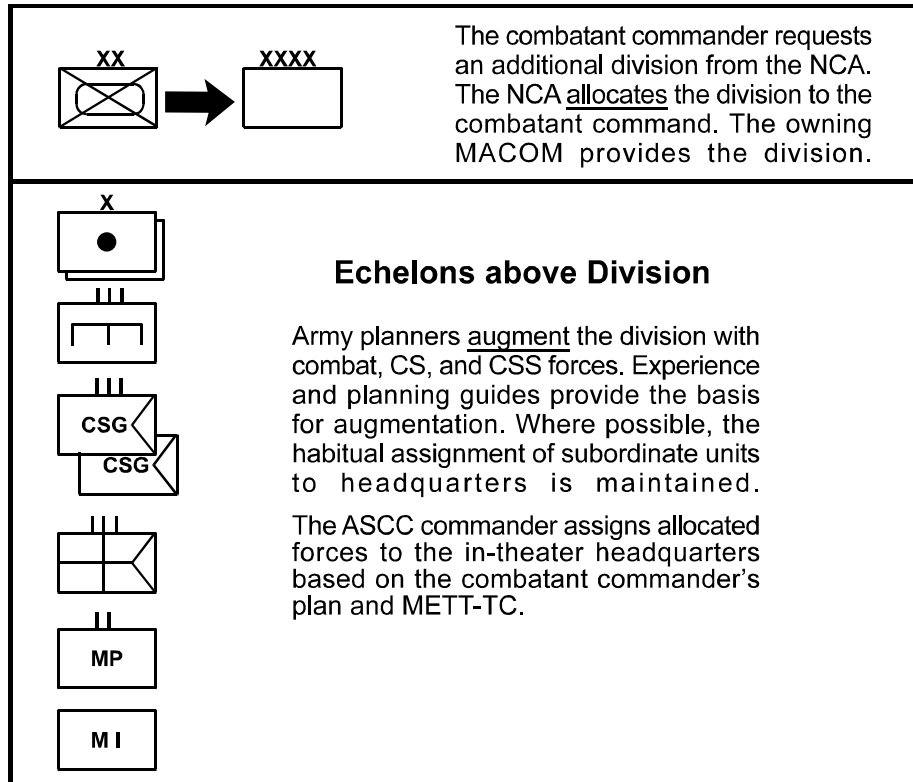 XX
XXXX
The combatant commander requests
an additional division from the NCA.
The NCA allocates the division to the
combatant command. The owning
MACOM provides the division.
X
III
CSG
CSG
III
III
II
MP
MI
Echelons above Division
Army planners augment the division with
combat, CS, and CSS forces. Experience
and planning guides provide the basis
for augmentation. Where possible, the
habitual assignment of subordinate units
to headquarters is maintained.
The ASCC commander assigns allocated
forces to the in-theater headquarters
based on the combatant commander's
plan and METT-TC.